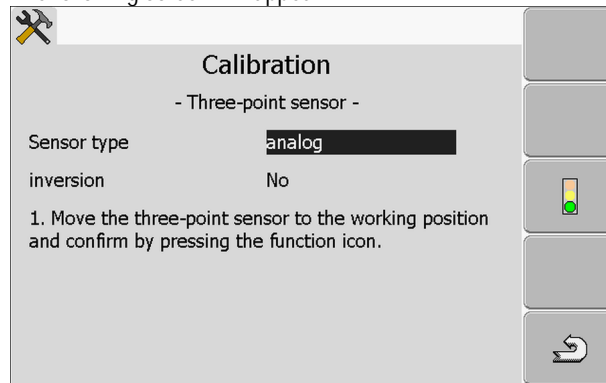 Calibration
- Three-point sensor -
Sensor type analog
inversion No
1. Move the three-point sensor to the working position
and confirm by pressing the function icon.